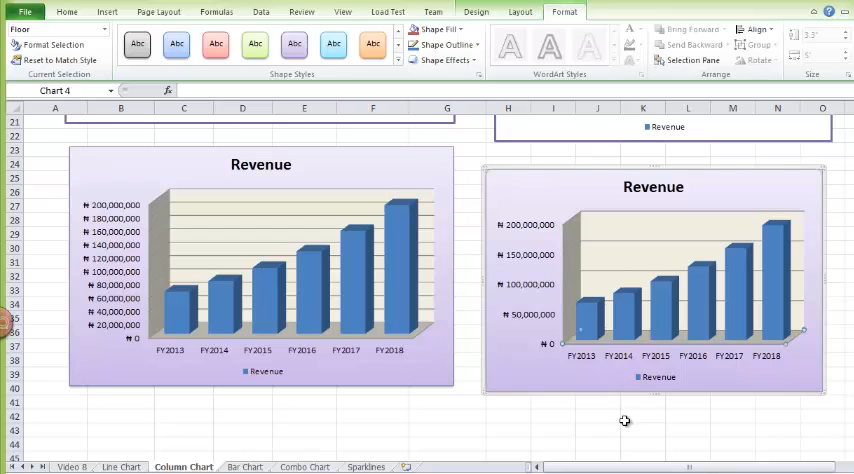 File Home Insert Page Layout Formulas Data Review View Load Test Team Design Layout Format
Floor
Format Selection
Reset to Match Style
Current Selection
Abc Abc Abc Abc Abc Abc Abc
Shape Styles
Shape Fill
Shape Outline
Shape Effects
A A A
WordArt Styles
A
Bring Forward
Send Backward
Selection Pane
Align
Group
Rotate
Arrange
3.3"
5"
Size
Chart 4
fx
A B C D E F G H I J K L M N O
21
22
23
24
25
26
27
28
29
30
31
32
33
34
35
36
37
38
39
40
41
42
43
44
45
Revenue
Revenue
₦ 200,000,000
₦ 180,000,000
₦ 160,000,000
₦ 140,000,000
₦ 120,000,000
₦ 100,000,000
₦ 80,000,000
₦ 60,000,000
₦ 40,000,000
₦ 20,000,000
₦ 0
FY2013 FY2014 FY2015 FY2016 FY2017 FY2018
Revenue
Revenue
₦ 200,000,000
₦ 150,000,000
₦ 100,000,000
₦ 50,000,000
₦ 0
FY2013 FY2014 FY2015 FY2016 FY2017 FY2018
Revenue
Video 8 Line Chart Column Chart Bar Chart Combo Chart Sparklines